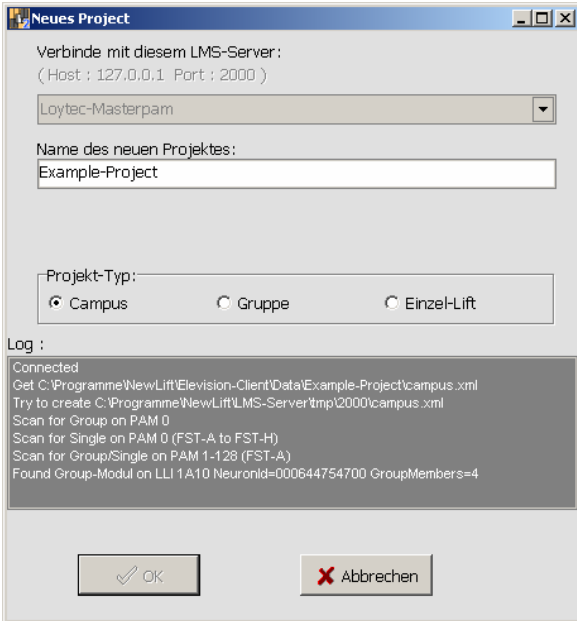 Neues Project
Verbinde mit diesem LMS-Server:
( Host : 127.0.0.1 Port : 2000 )
Loytec-Masterpam
Name des neuen Projektes:
Example-Project
Projekt-Typ:
Campus Gruppe Einzel-Lift
Log :
Connected
Get C:\Programme\NewLift\Elevision-Client\Data\Example-Project\campus.xml
Try to create C:\Programme\NewLift\LMS-Server\tmp\2000\campus.xml
Scan for Group on PAM 0
Scan for Single on PAM 0 (FST-A to FST-H)
Scan for Group/Single on PAM 1-128 (FST-A)
Found Group-Modul on LLI 1A10 NeuronId=000644754700 GroupMembers=4
OK Abbrechen